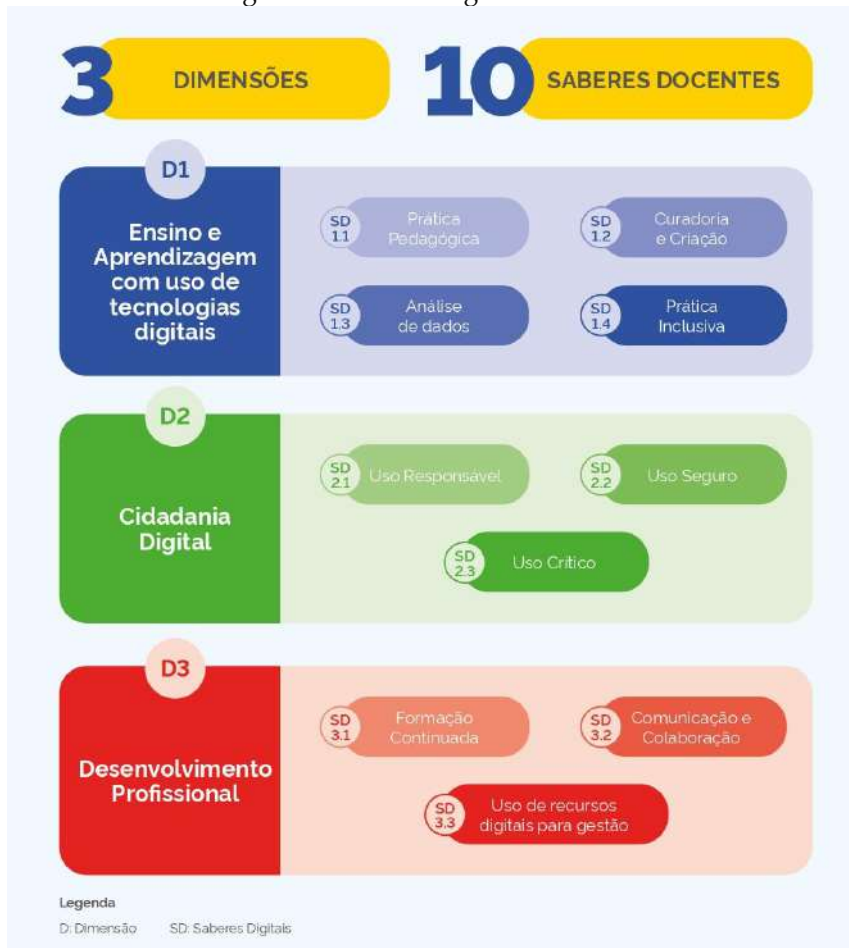 3 DIMENSÕES
10 SABERES DOCENTES
D1
Ensino e
Aprendizagem
com uso de
tecnologias
digitais
SD
1.1
Prática
Pedagógica
SD
1.2
Curadoria
e Criação
SD
1.3
Análise
de dados
SD
1.4
Prática
Inclusiva
D2
Cidadania
Digital
SD
2.1
Uso Responsável
SD
2.2
Uso Seguro
SD
2.3
Uso Crítico
D3
Desenvolvimento
Profissional
SD
3.1
Formação
Continuada
SD
3.2
Comunicação e
Colaboração
SD
3.3
Uso de recursos
digitais para gestão
Legenda
D: Dimensão SD: Saberes Digitais